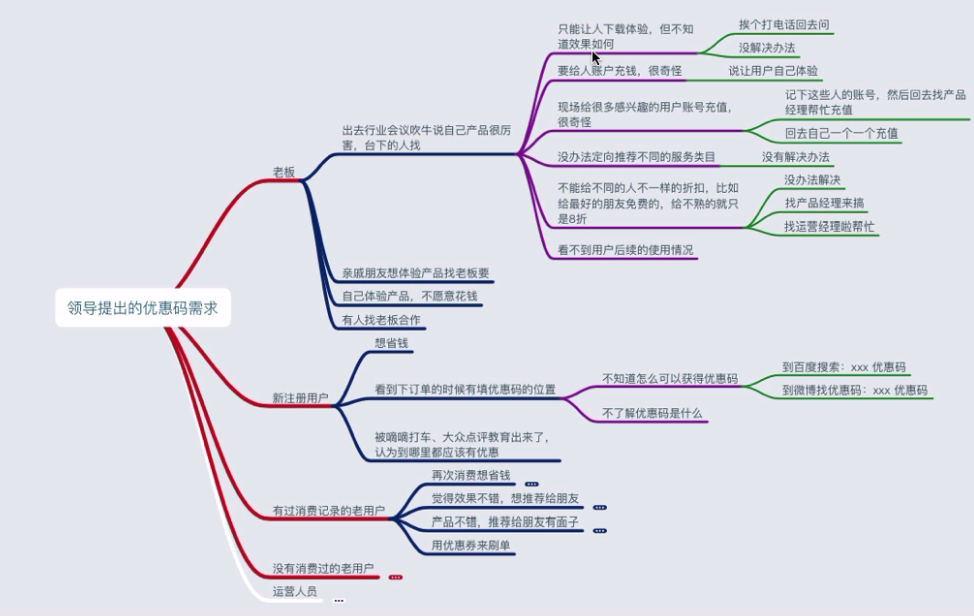 领导提出的优惠码需求
老板
出去行业会议吹牛说自己产品很厉
害，台下的人找
只能让人下载体验，但不知
道效果如何
挨个打电话回去问
没解决办法
要给人账户充钱，很奇怪
说让用户自己体验
现场给很多感兴趣的用户账号充值，
很奇怪
记下这些人的账号，然后回去找产品
经理帮忙充值
回去自己一个一个充值
没办法定向推荐不同的服务类目
没有解决办法
不能给不同的人不一样的折扣，比如
给最好的朋友免费的，给不熟的就只
是8折
没办法解决
找产品经理来搞
找运营经理啦帮忙
看不到用户后续的使用情况
亲戚朋友想体验产品找老板要
自己体验产品，不愿意花钱
有人找老板合作
新注册用户
想省钱
看到下订单的时候有填优惠码的位置
不知道怎么可以获得优惠码
到百度搜索：xxx 优惠码
到微博找优惠码：xxx 优惠码
不了解优惠码是什么
被嘀嘀打车、大众点评教育出来了，
认为到哪里都应该有优惠
有过消费记录的老用户
再次消费想省钱
觉得效果不错，想推荐给朋友
产品不错，推荐给朋友有面子
用优惠券来刷单
没有消费过的老用户
运营人员